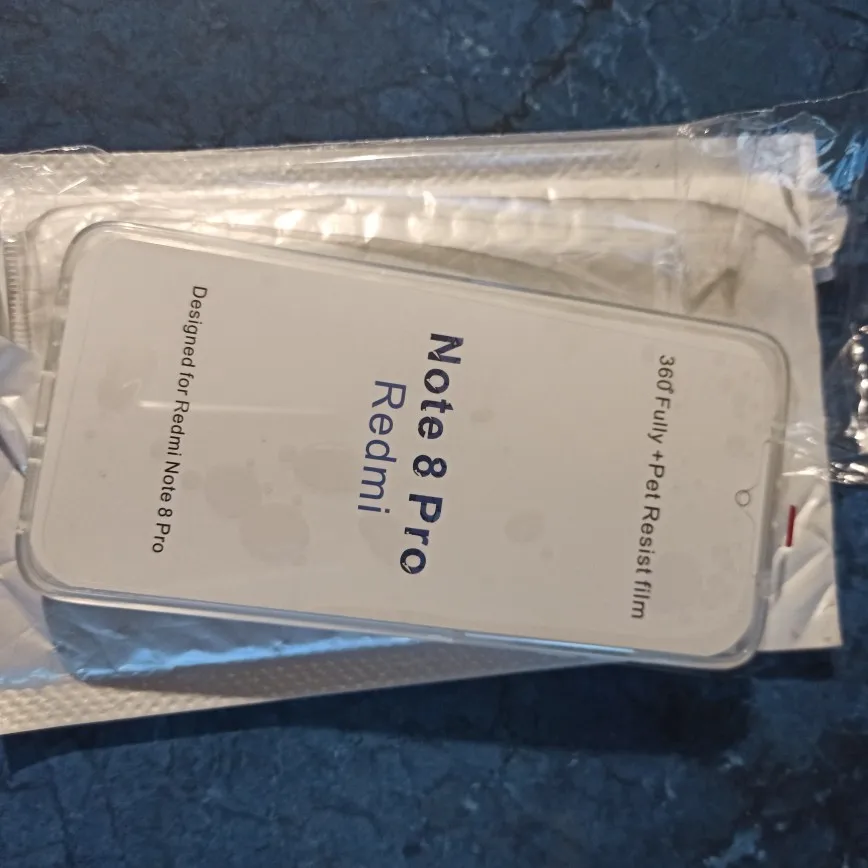 360° Fully +Pet Resist film
Note 8 Pro
Redmi
Designed for Redmi Note 8 Pro